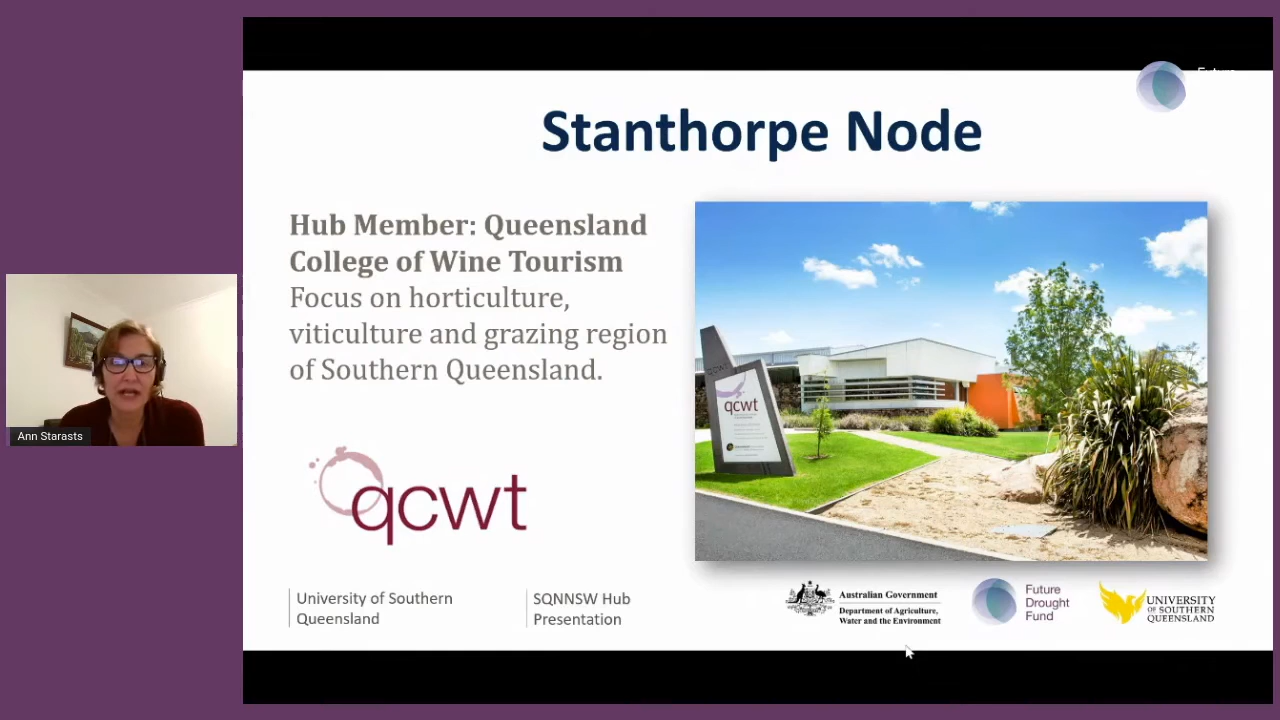 Future
Stanthorpe Node
Hub Member: Queensland
College of Wine Tourism
Focus on horticulture,
viticulture and grazing region
of Southern Queensland.
qcwt
qcwt
Ann Starasts
University of Southern
Queensland
SQNNSW Hub
Presentation
Australian Government
Department of Agriculture,
Water and the Environment
Future
Drought
Fund
UNIVERSITY
OF SOUTHERN
QUEENSLAND